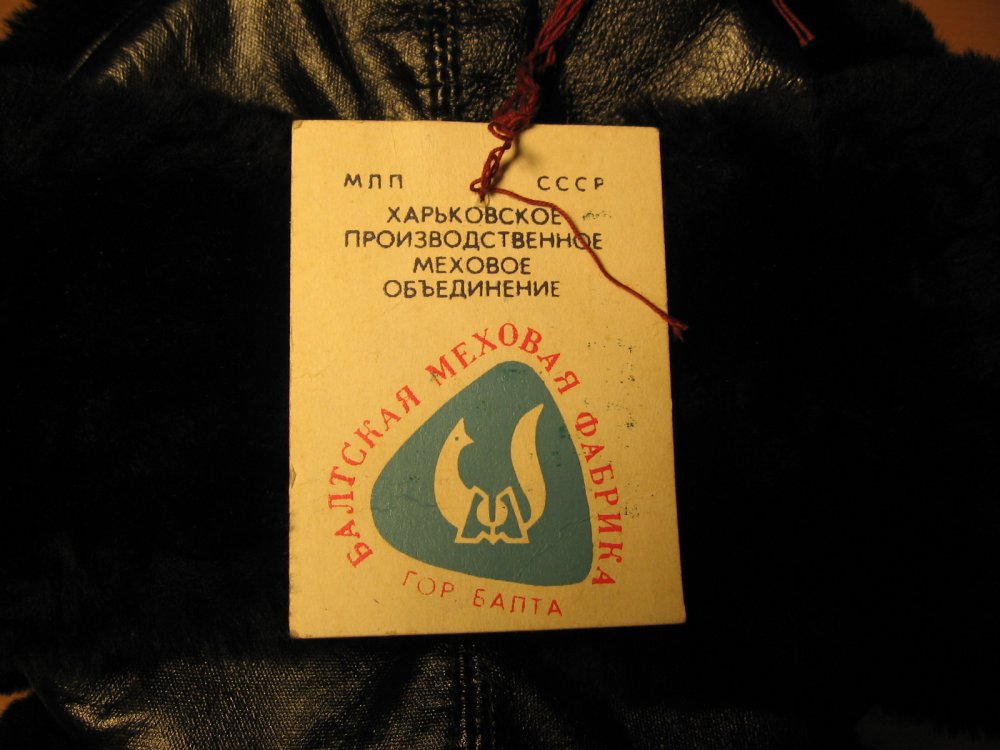 МЛП СССР
ХАРЬКОВСКОЕ
ПРОИЗВОДСТВЕННОЕ
МЕХОВОЕ
ОБЪЕДИНЕНИЕ
БАЛТСКАЯ МЕХОВАЯ ФАБРИКА
ГОР. БАЛТА